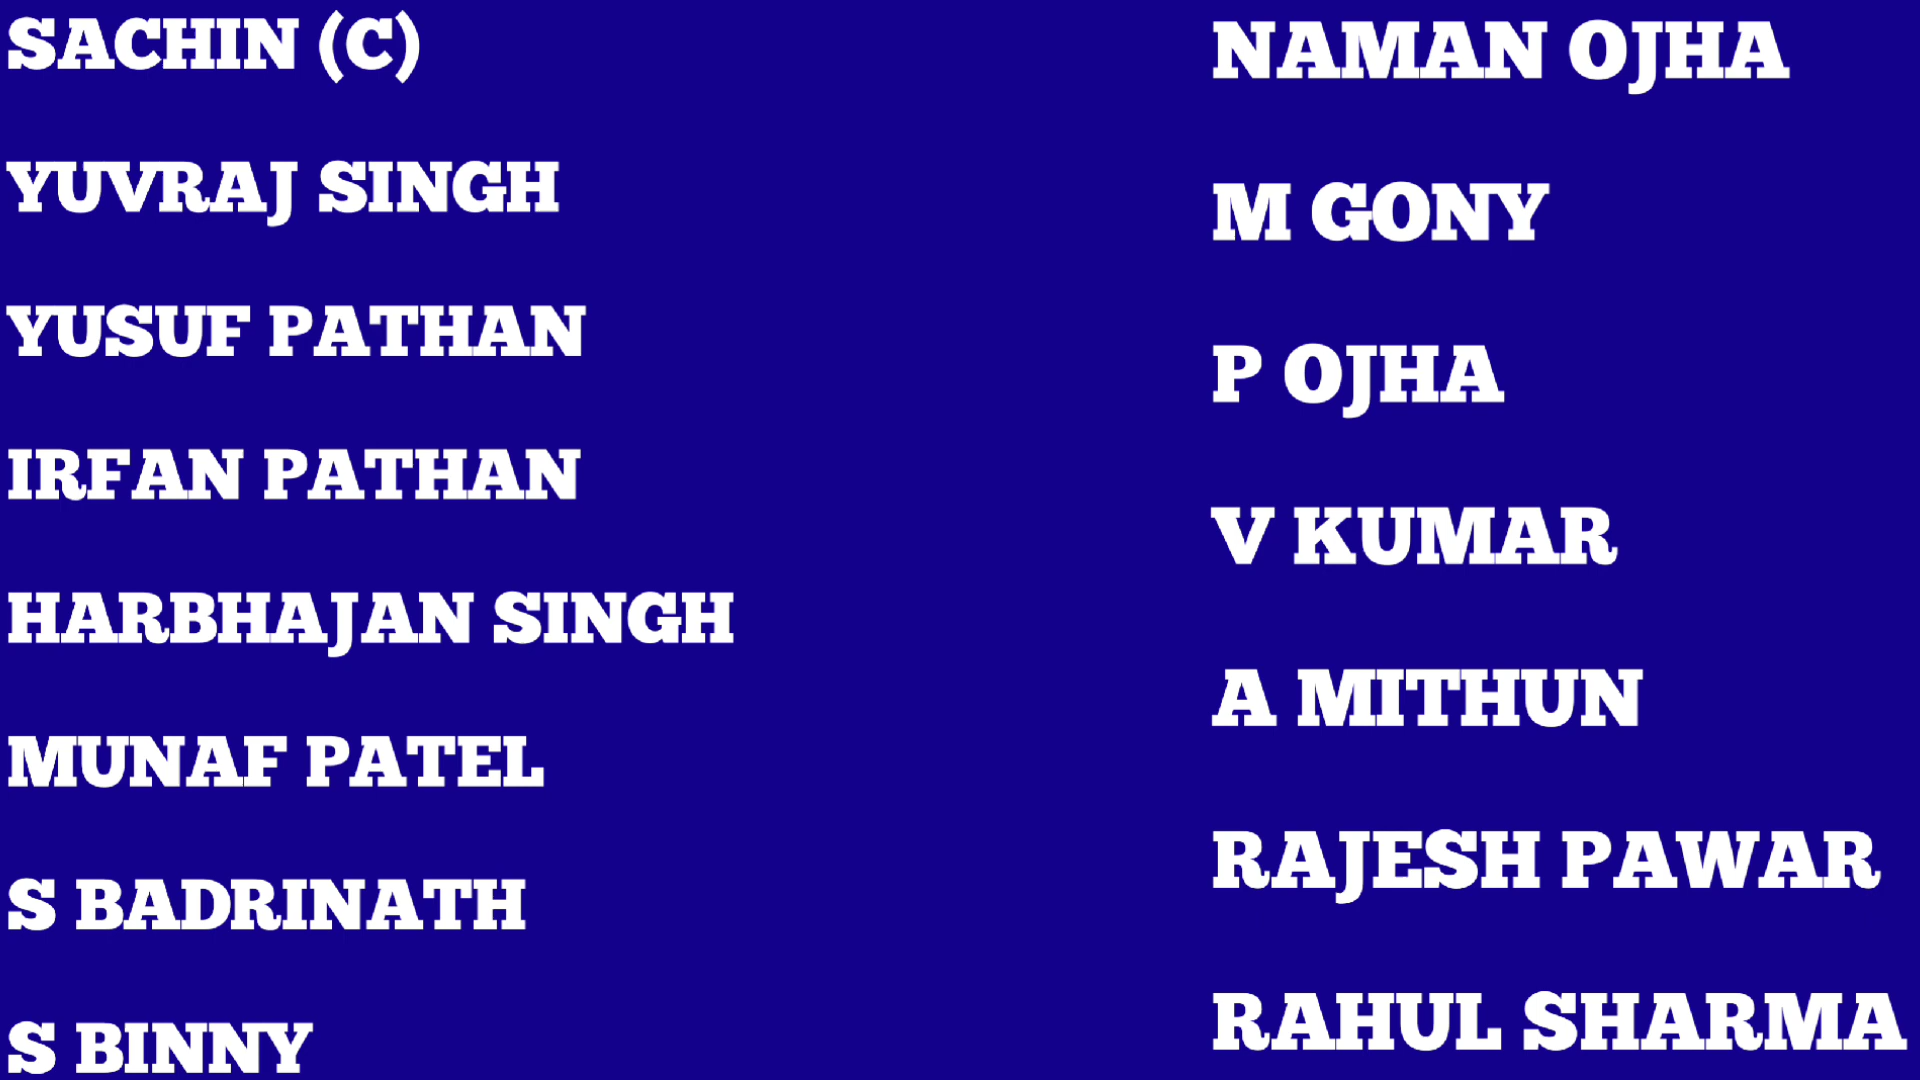 SACHIN (C)
YUVRAJ SINGH
YUSUF PATHAN
IRFAN PATHAN
HARBHAJAN SINGH
MUNAF PATEL
S BADRINATH
S BINNY
NAMAN OJHA
M GONY
P OJHA
V KUMAR
A MITHUN
RAJESH PAWAR
RAHUL SHARMA